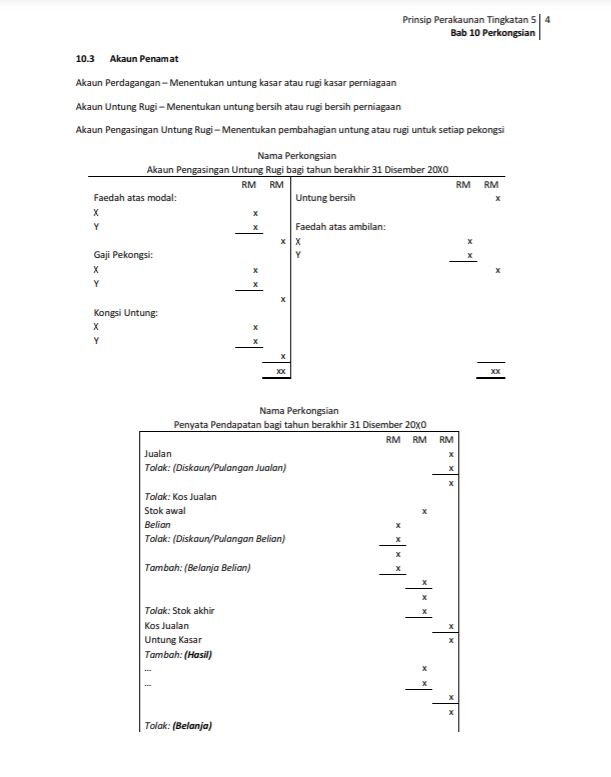 Prinsip Perakaunan Tingkatan 5 4
Bab 10 Perkongsian
10.3 Akaun Penamat
Akaun Perdagangan – Menentukan untung kasar atau rugi kasar perniagaan
Akaun Untung Rugi – Menentukan untung bersih atau rugi bersih perniagaan
Akaun Pengasingan Untung Rugi – Menentukan pembahagian untung atau rugi untuk setiap pekongsi
Nama Perkongsian
Akaun Pengasingan Untung Rugi bagi tahun berakhir 31 Disember 20X0
RM RM RM RM
Faedah atas modal: Untung bersih x
X x
Y x Faedah atas ambilan:
x X x
Gaji Pekongsi: Y x
X x x
Y x
x
Kongsi Untung:
X x
Y x
x
xx xx
Nama Perkongsian
Penyata Pendapatan bagi tahun berakhir 31 Disember 20X0
RM RM RM
Jualan x
Tolak: (Diskaun/Pulangan Jualan) x
x
Tolak: Kos Jualan
Stok awal x
Belian x
Tolak: (Diskaun/Pulangan Belian) x
x
Tambah: (Belanja Belian) x
x
x
Tolak: Stok akhir x
Kos Jualan x
Untung Kasar x
Tambah: (Hasil)
... x
... x
x
x
Tolak: (Belanja)